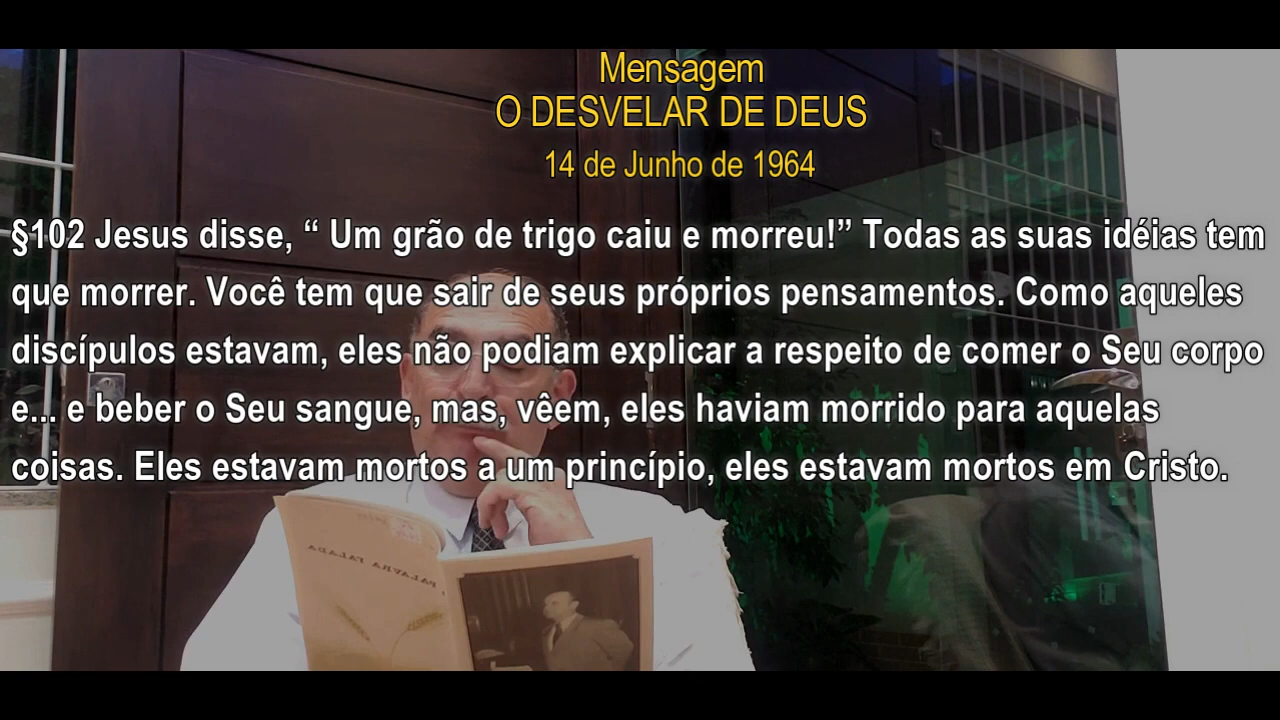 Mensagem
O DESVELAR DE DEUS
14 de Junho de 1964
§102 Jesus disse, “ Um grão de trigo caiu e morreu!” Todas as suas idéias tem
que morrer. Você tem que sair de seus próprios pensamentos. Como aqueles
discípulos estavam, eles não podiam explicar a respeito de comer o Seu corpo
e... e beber o Seu sangue, mas, vêem, eles haviam morrido para aquelas
coisas. Eles estavam mortos a um princípio, eles estavam mortos em Cristo.
PALAVRA FALADA